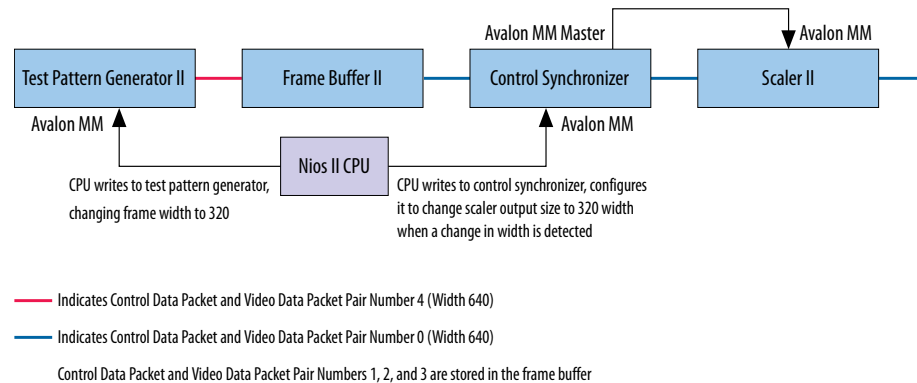 Avalon MM Master
Avalon MM
Test Pattern Generator II
Frame Buffer II
Control Synchronizer
Scaler II
Avalon MM
Avalon MM
Nios II CPU
CPU writes to test pattern generator,
changing frame width to 320
CPU writes to control synchronizer, configures
it to change scaler output size to 320 width
when a change in width is detected
Indicates Control Data Packet and Video Data Packet Pair Number 4 (Width 640)
Indicates Control Data Packet and Video Data Packet Pair Number 0 (Width 640)
Control Data Packet and Video Data Packet Pair Numbers 1, 2, and 3 are stored in the frame buffer